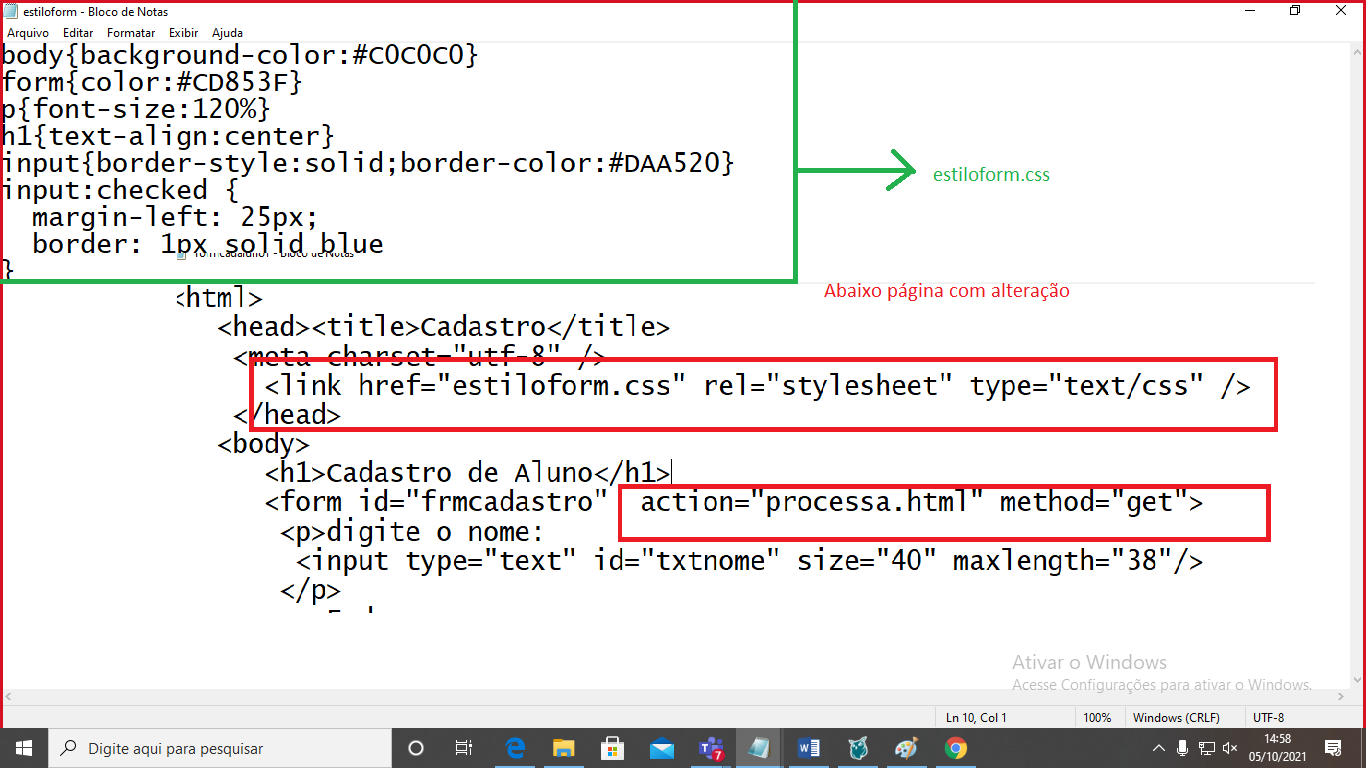 estiloform - Bloco de Notas
Arquivo Editar Formatar Exibir Ajuda
body{background-color:#C0C0C0}
form{color:#CD853F}
p{font-size:120%}
h1{text-align:center}
input{border-style:solid;border-color:#DAA520}
input:checked {
margin-left: 25px;
border: 1px solid blue
}
estiloform.css
- Bloco de Notas
Abaixo página com alteração
<html>
<head><title>Cadastro</title>
<meta charset="utf-8" />
<link href="estiloform.css" rel="stylesheet" type="text/css" />
</head>
<body>
<h1>Cadastro de Aluno</h1>
<form id="frmcadastro" action="processa.html" method="get">
<p>digite o nome:
<input type="text" id="txtnome" size="40" maxlength="38"/>
</p>
Ativar o Windows
Acesse Configurações para ativar o Windows.
Ln 10, Col 1 100% Windows (CRLF) UTF-8
Digite aqui para pesquisar
7
14:58
05/10/2021